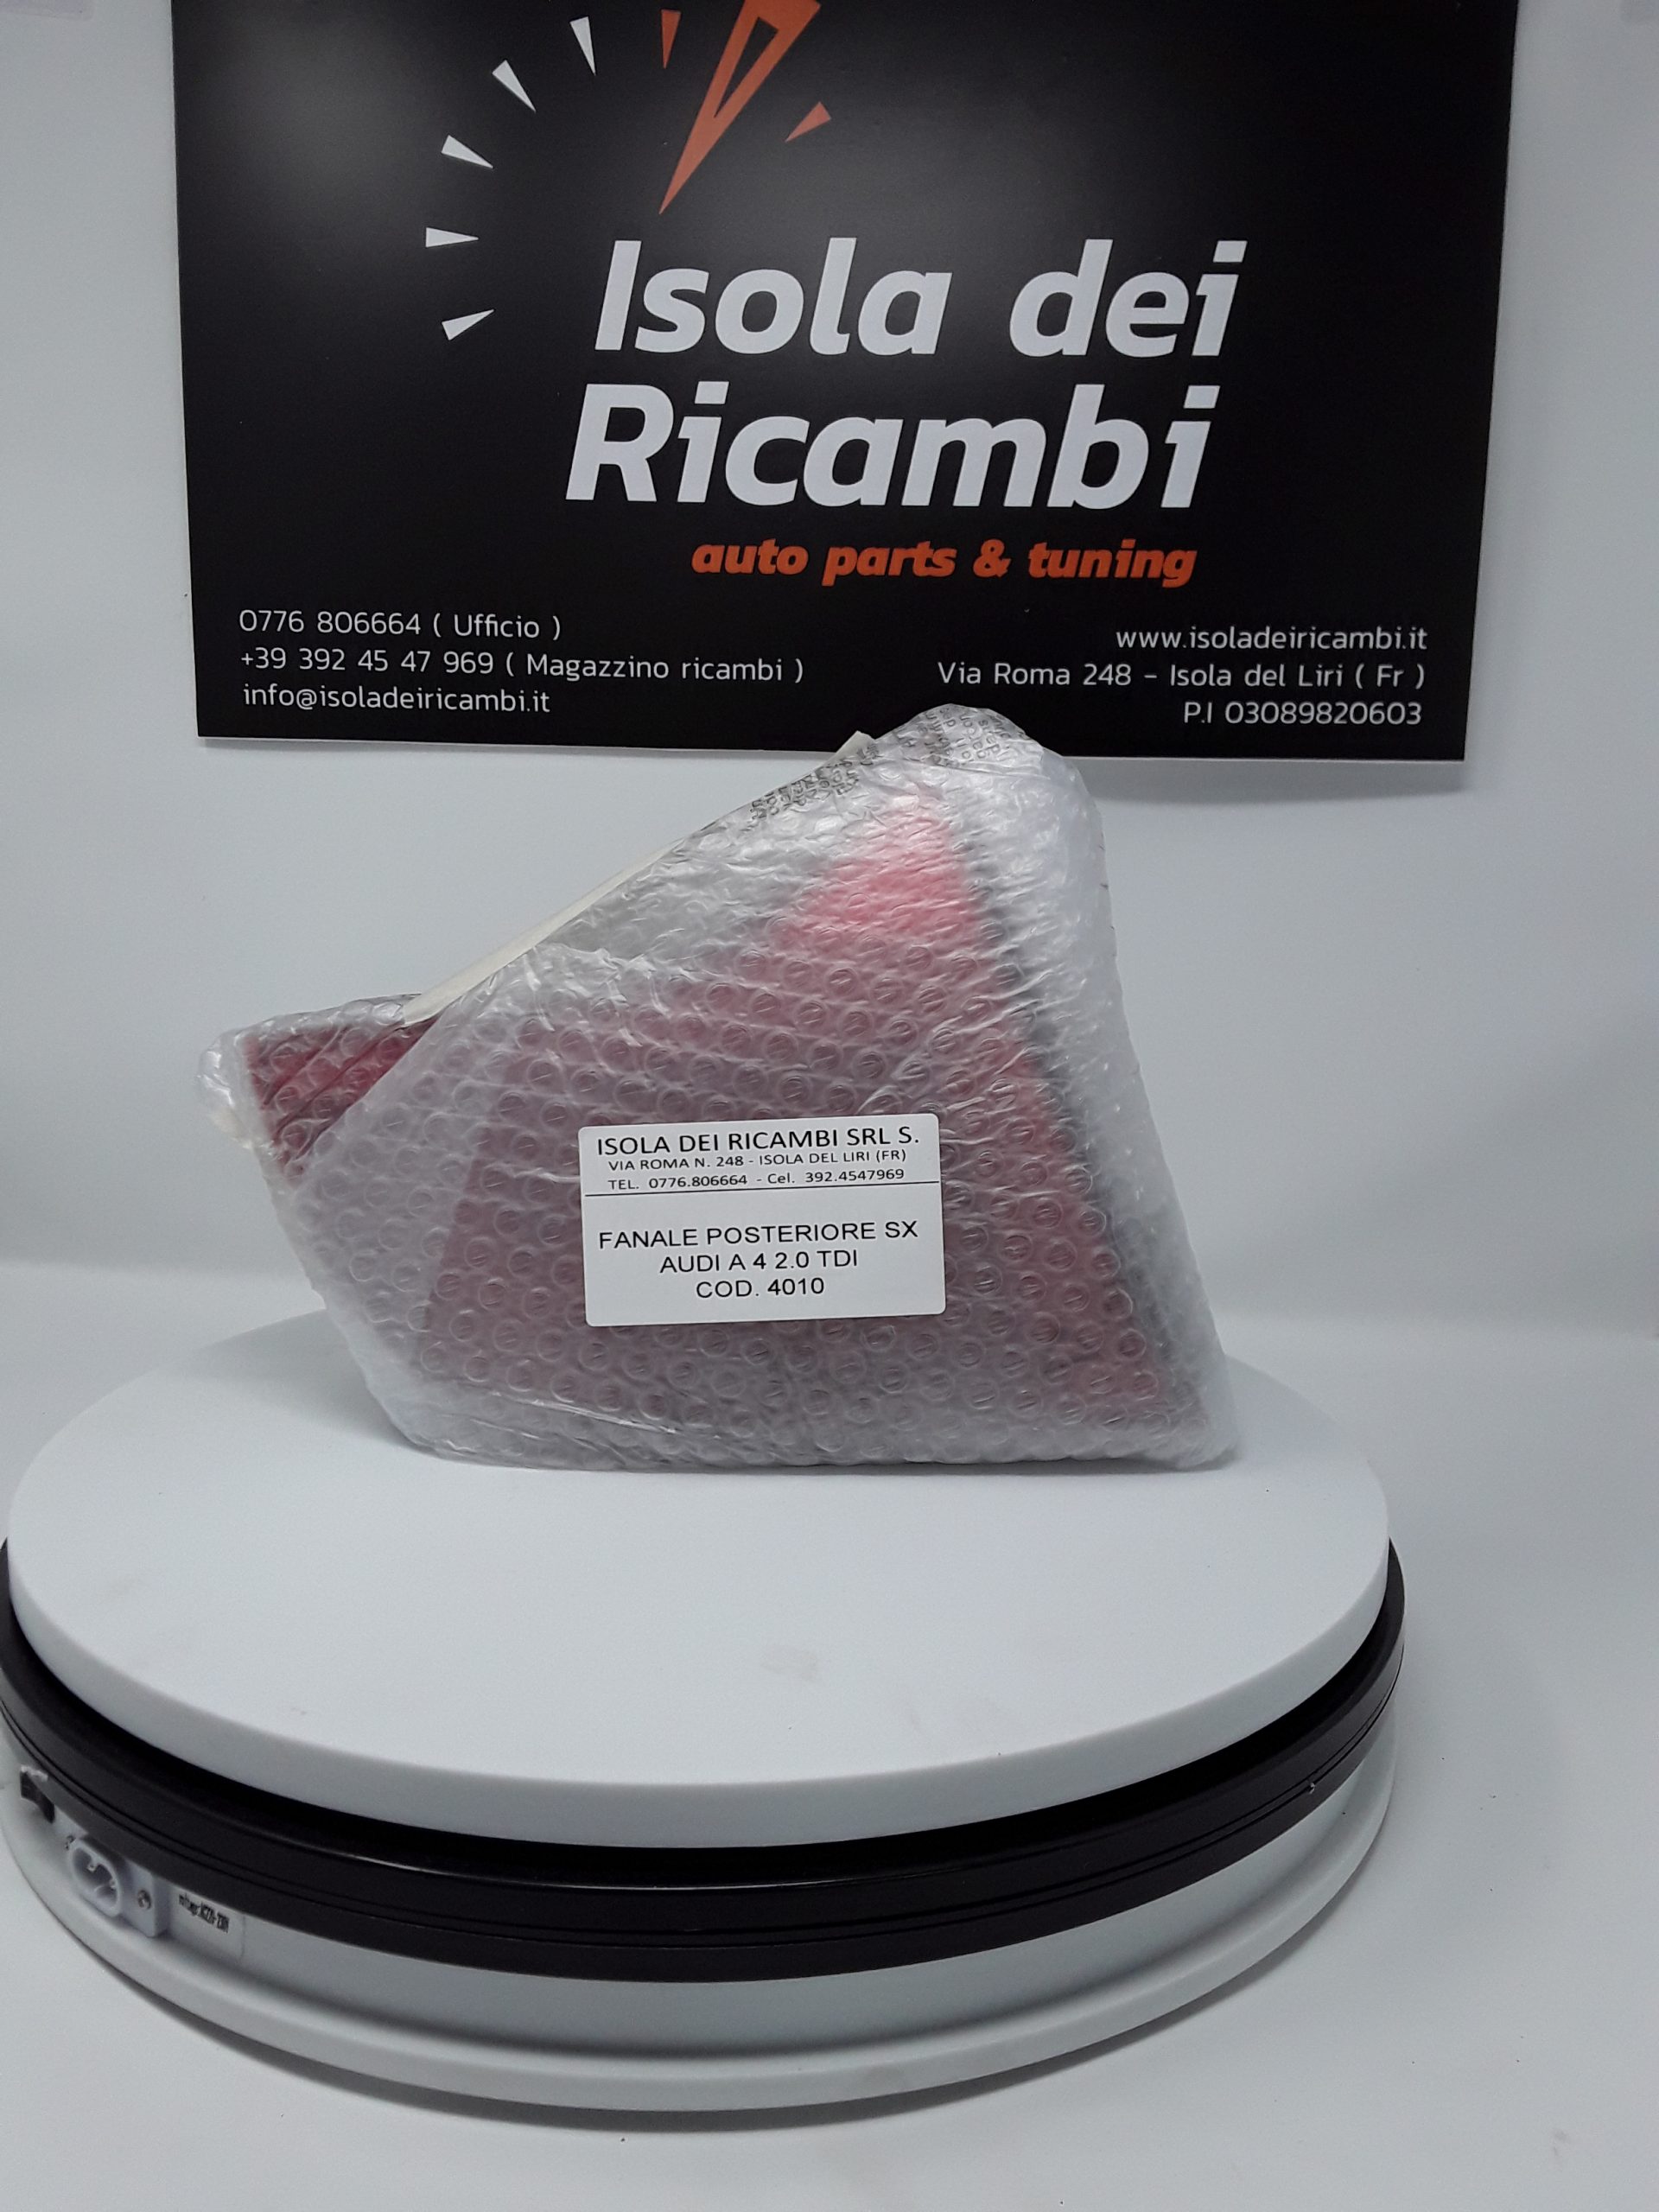 Isola dei
Ricambi
auto parts & tuning
0776 806664 ( Ufficio )
+39 392 45 47 969 ( Magazzino ricambi )
info@isoladeiricambi.it
www.isoladeiricambi.it
Via Roma 248 - Isola del Liri ( Fr )
P.I 03089820603
ISOLA DEI RICAMBI SRL S.
VIA ROMA N. 248 - ISOLA DEL LIRI (FR)
TEL. 0776.806664 - Cel. 392.4547969
FANALE POSTERIORE SX
AUDI A 4 2.0 TDI
COD. 4010